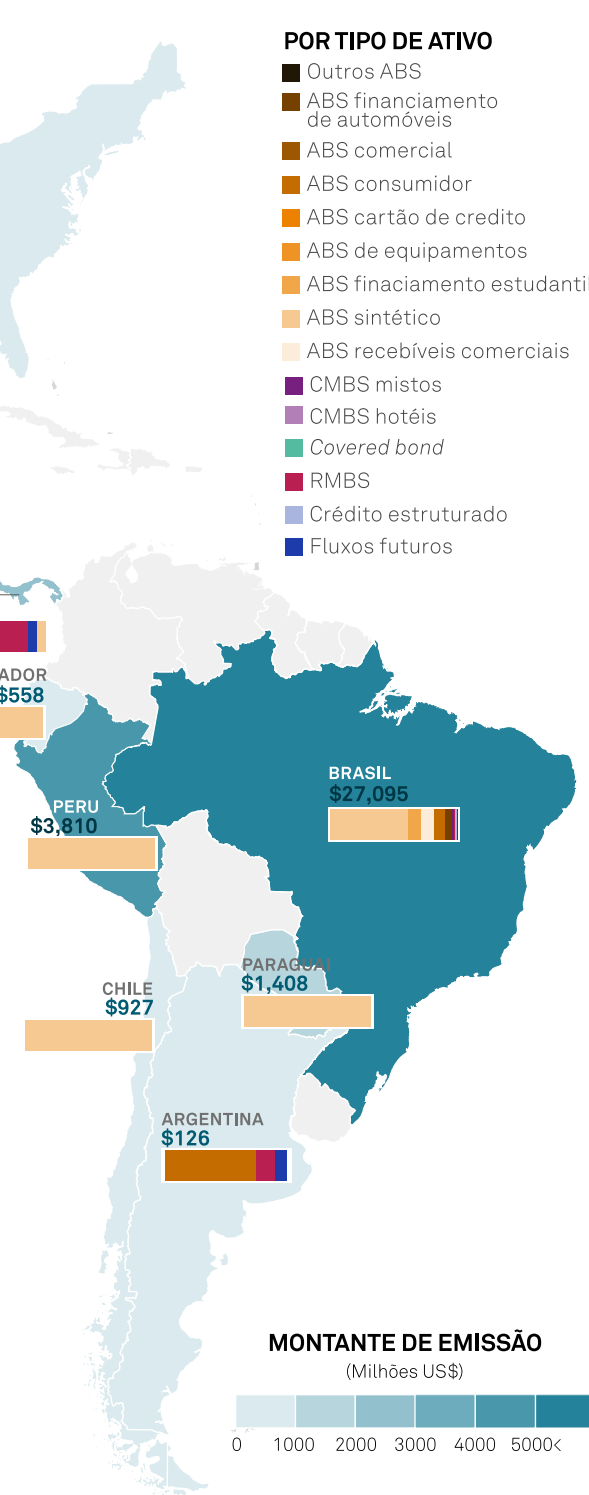 POR TIPO DE ATIVO
Outros ABS
ABS financiamento
de automóveis
ABS comercial
ABS consumidor
ABS cartão de credito
ABS de equipamentos
ABS finaciamento estudantil
ABS sintético
ABS recebíveis comerciais
CMBS mistos
CMBS hotéis
Covered bond
RMBS
Crédito estruturado
Fluxos futuros
ADOR
$558
BRASIL
$27,095
PERU
$3,810
PARAGUAI
$1,408
CHILE
$927
ARGENTINA
$126
MONTANTE DE EMISSÃO
(Milhões US$)
0 1000 2000 3000 4000 5000<